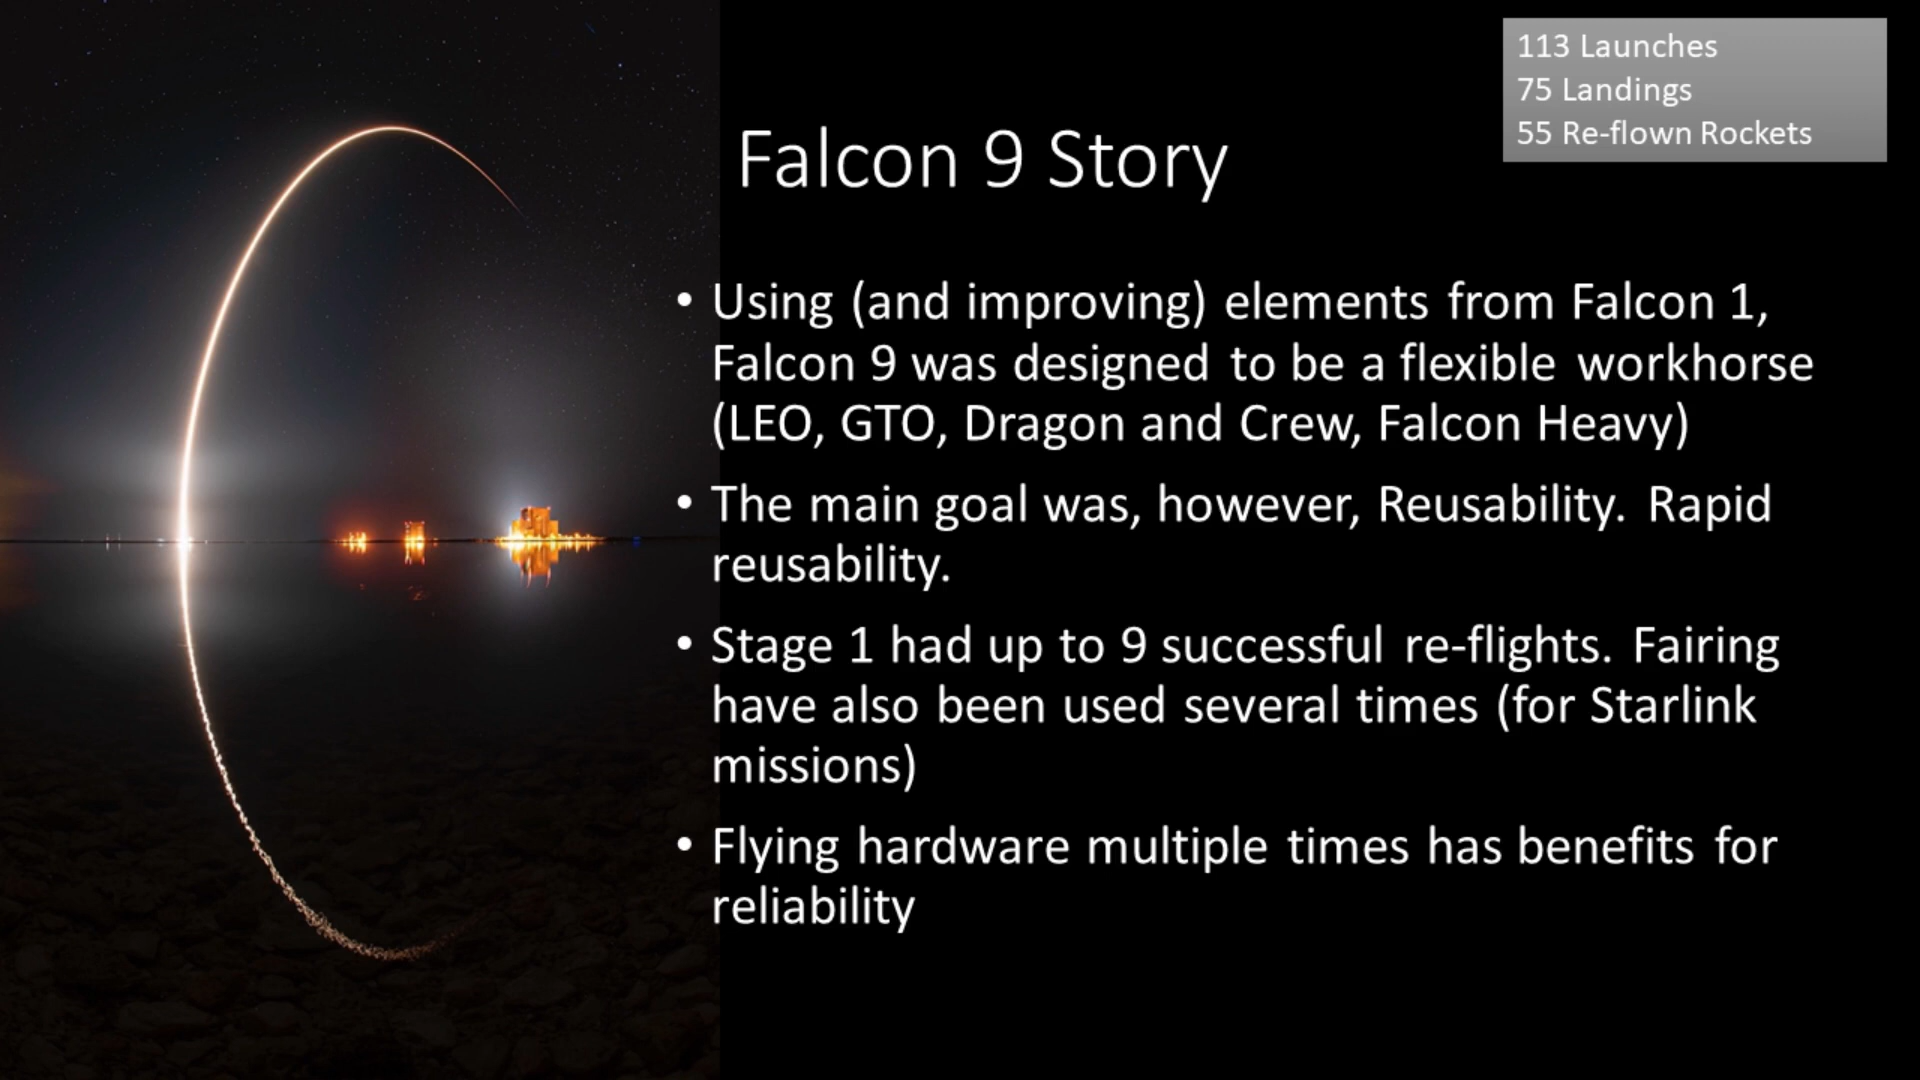 113 Launches
75 Landings
55 Re-flown Rockets
Falcon 9 Story
• Using (and improving) elements from Falcon 1,
Falcon 9 was designed to be a flexible workhorse
(LEO, GTO, Dragon and Crew, Falcon Heavy)
• The main goal was, however, Reusability. Rapid
reusability.
• Stage 1 had up to 9 successful re-flights. Fairing
have also been used several times (for Starlink
missions)
• Flying hardware multiple times has benefits for
reliability